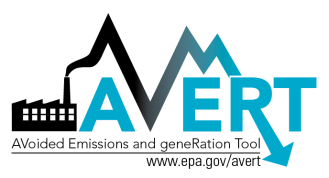 AVERT
AVoided Emissions and geneRation Tool
www.epa.gov/avert